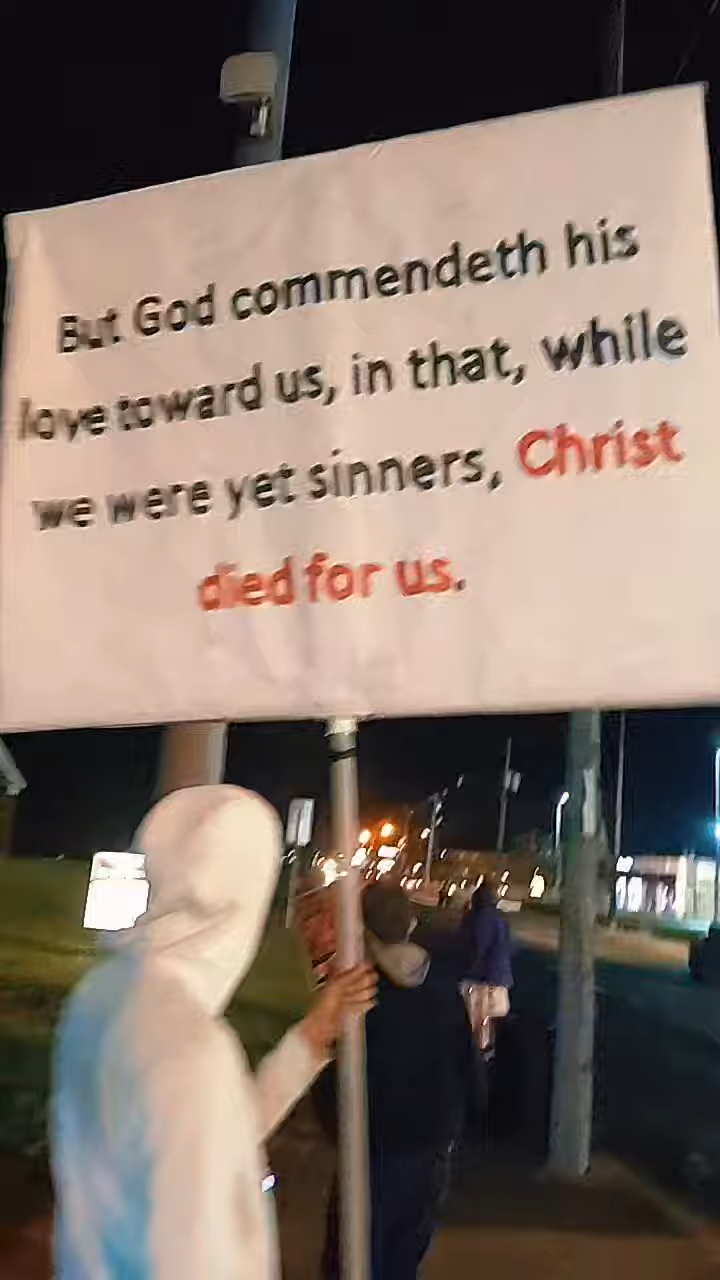 But God commendeth his
love toward us, in that, while
we were yet sinners, Christ
died for us.